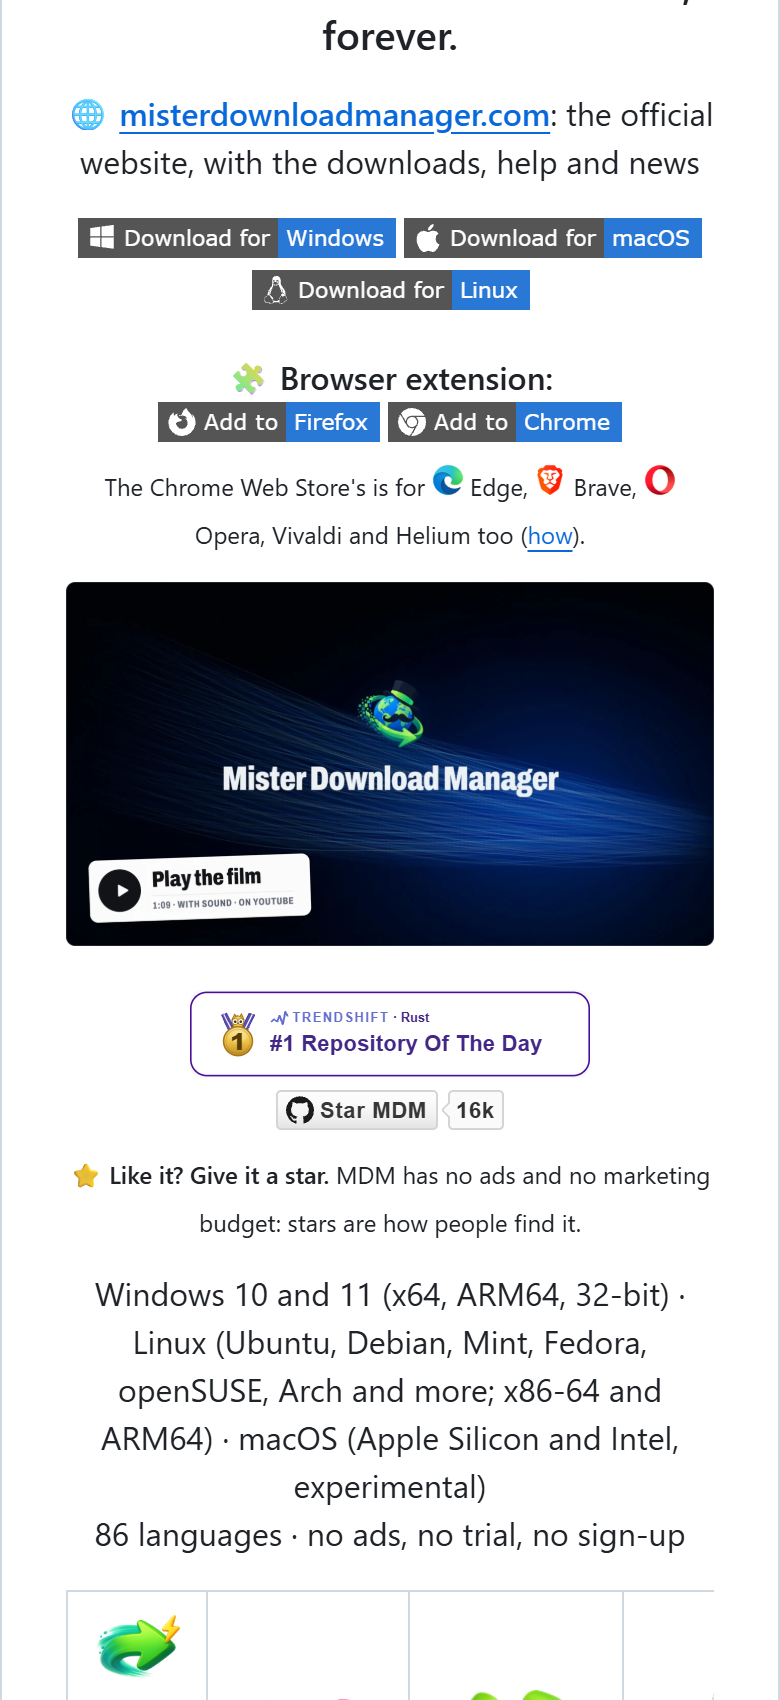 forever.
misterdownloadmanager.com: the official
website, with the downloads, help and news
Download for Windows
Download for macOS
Download for Linux
Browser extension:
Add to Firefox
Add to Chrome
The Chrome Web Store's is for Edge, Brave,
Opera, Vivaldi and Helium too (how).
Mister Download Manager
Play the film
1:09 · WITH SOUND · ON YOUTUBE
TRENDSHIFT · Rust
1
#1 Repository Of The Day
Star MDM 16k
Like it? Give it a star. MDM has no ads and no marketing
budget: stars are how people find it.
Windows 10 and 11 (x64, ARM64, 32-bit) ·
Linux (Ubuntu, Debian, Mint, Fedora,
openSUSE, Arch and more; x86-64 and
ARM64) · macOS (Apple Silicon and Intel,
experimental)
86 languages · no ads, no trial, no sign-up